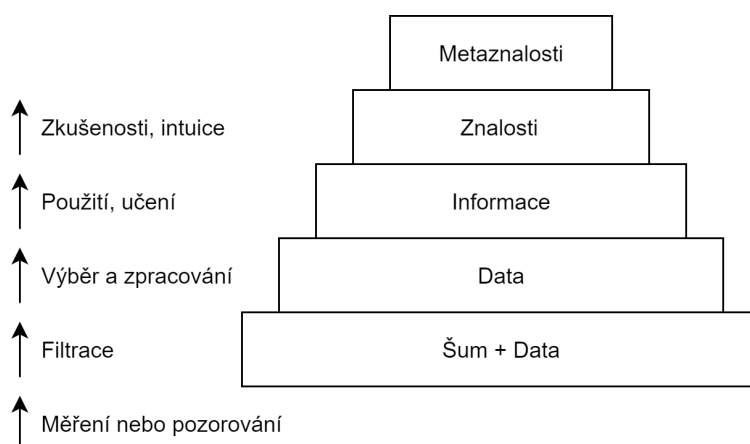 Metaznalosti
Zkušenosti, intuice
Znalosti
Použití, učení
Informace
Výběr a zpracování
Data
Filtrace
Šum + Data
Měření nebo pozorování